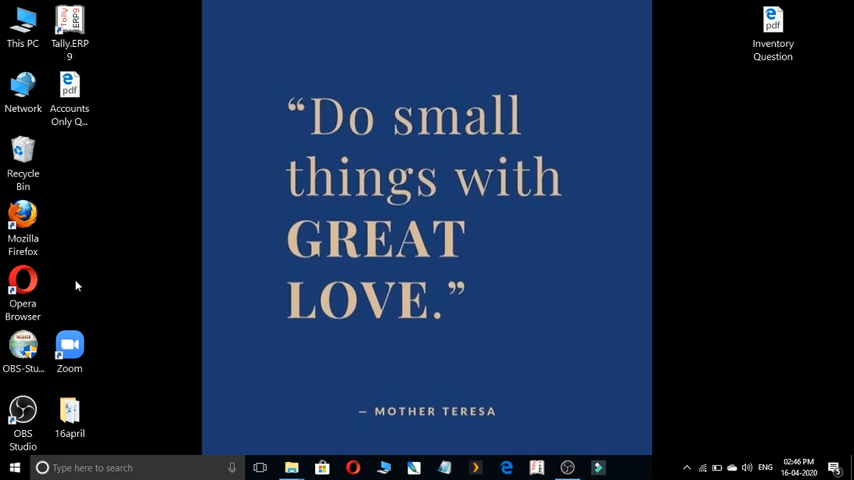 This PC
Tally.ERP
9
Network
Accounts
Only Q...
Recycle
Bin
Mozilla
Firefox
Opera
Browser
OBS-Stu...
Zoom
OBS
Studio
16april
“Do small
things with
GREAT
LOVE.”
— MOTHER TERESA
pdf
Inventory
Question
Type here to search
ENG
02:46 PM
16-04-2020